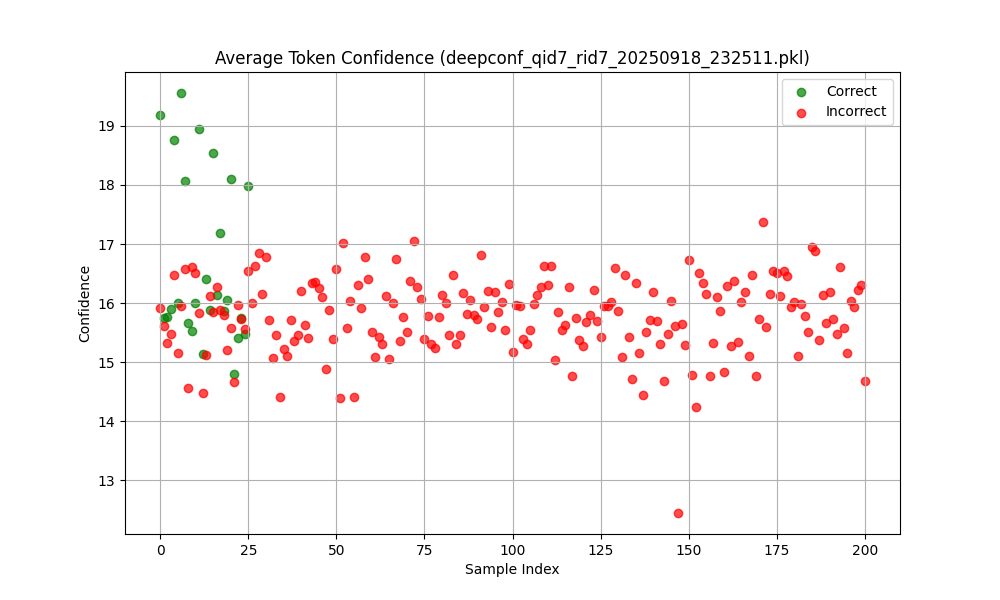 Average Token Confidence (deepconf_qid7_rid7_20250918_232511.pkl)
Correct
Incorrect
Confidence
19
18
17
16
15
14
13
0 25 50 75 100 125 150 175 200
Sample Index